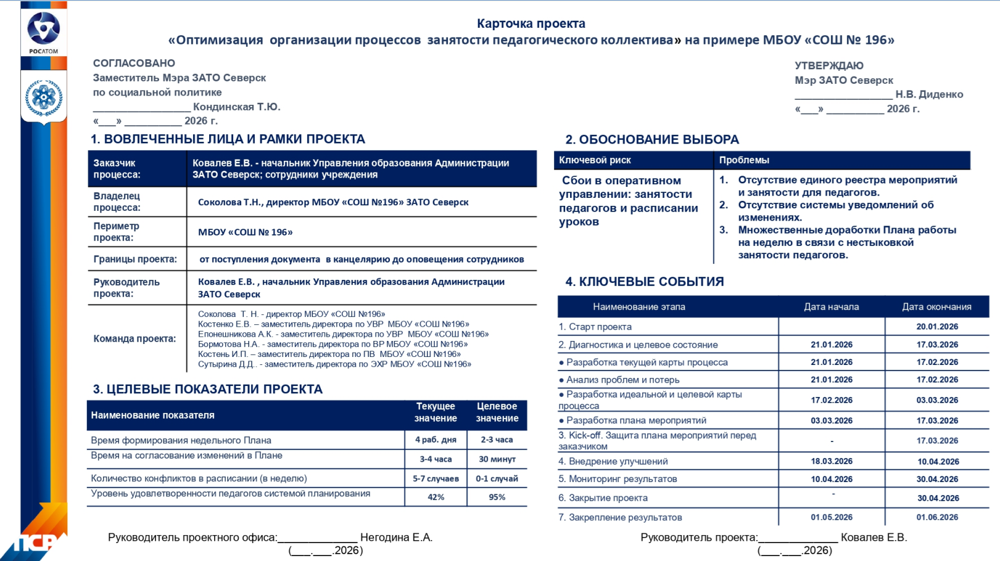 РОСАТОМ
Карточка проекта
«Оптимизация организации процессов занятости педагогического коллектива» на примере МБОУ «СОШ № 196»
СОГЛАСОВАНО
Заместитель Мэра ЗАТО Северск
по социальной политике
_________________ Кондинская Т.Ю.
«___» __________ 2026 г.
УТВЕРЖДАЮ
Мэр ЗАТО Северск
_________________ Н.В. Диденко
«___» __________ 2026 г.
1. ВОВЛЕЧЕННЫЕ ЛИЦА И РАМКИ ПРОЕКТА
Заказчик
процесса:
Ковалев Е.В. - начальник Управления образования Администрации
ЗАТО Северск; сотрудники учреждения
Владелец
процесса:
Соколова Т.Н., директор МБОУ «СОШ №196» ЗАТО Северск
Периметр
проекта:
МБОУ «СОШ № 196»
Границы проекта:
от поступления документа в канцелярию до оповещения сотрудников
Руководитель
проекта:
Ковалев Е.В. , начальник Управления образования Администрации
ЗАТО Северск
Команда проекта:
Соколова Т. Н. - директор МБОУ «СОШ №196»
Костенко Е.В. – заместитель директора по УВР МБОУ «СОШ №196»
Епонешникова А.К. - заместитель директора по УВР МБОУ «СОШ №196»
Бормотова Н.А. - заместитель директора по ВР МБОУ «СОШ №196»
Костень И.П. – заместитель директора по ПВ МБОУ «СОШ №196»
Сутырина Д.Д.. - заместитель директора по ЭХР МБОУ «СОШ №196»
2. ОБОСНОВАНИЕ ВЫБОРА
Ключевой риск
Проблемы
Сбои в оперативном
управлении: занятости
педагогов и расписании
уроков
1. Отсутствие единого реестра мероприятий
и занятости для педагогов.
2. Отсутствие системы уведомлений об
изменениях.
3. Множественные доработки Плана работы
на неделю в связи с нестыковкой
занятости педагогов.
3. ЦЕЛЕВЫЕ ПОКАЗАТЕЛИ ПРОЕКТА
Наименование показателя
Текущее
значение
Целевое
значение
Время формирования недельного Плана
4 раб. дня
2-3 часа
Время на согласование изменений в Плане
3-4 часа
30 минут
Количество конфликтов в расписании (в неделю)
5-7 случаев
0-1 случай
Уровень удовлетворенности педагогов системой планирования
42%
95%
4. КЛЮЧЕВЫЕ СОБЫТИЯ
Наименование этапа
Дата начала
Дата окончания
1. Старт проекта
20.01.2026
2. Диагностика и целевое состояние
21.01.2026
17.03.2026
● Разработка текущей карты процесса
21.01.2026
17.02.2026
● Анализ проблем и потерь
21.01.2026
17.02.2026
● Разработка идеальной и целевой карты
процесса
17.02.2026
03.03.2026
● Разработка плана мероприятий
03.03.2026
17.03.2026
3. Kick-off. Защита плана мероприятий перед
заказчиком
-
17.03.2026
4. Внедрение улучшений
18.03.2026
10.04.2026
5. Мониторинг результатов
10.04.2026
30.04.2026
6. Закрытие проекта
-
30.04.2026
7. Закрепление результатов
01.05.2026
01.06.2026
ПСР
Руководитель проектного офиса:_____________ Негодина Е.А.
(___.___.2026)
Руководитель проекта:_____________ Ковалев Е.В.
(___.___.2026)